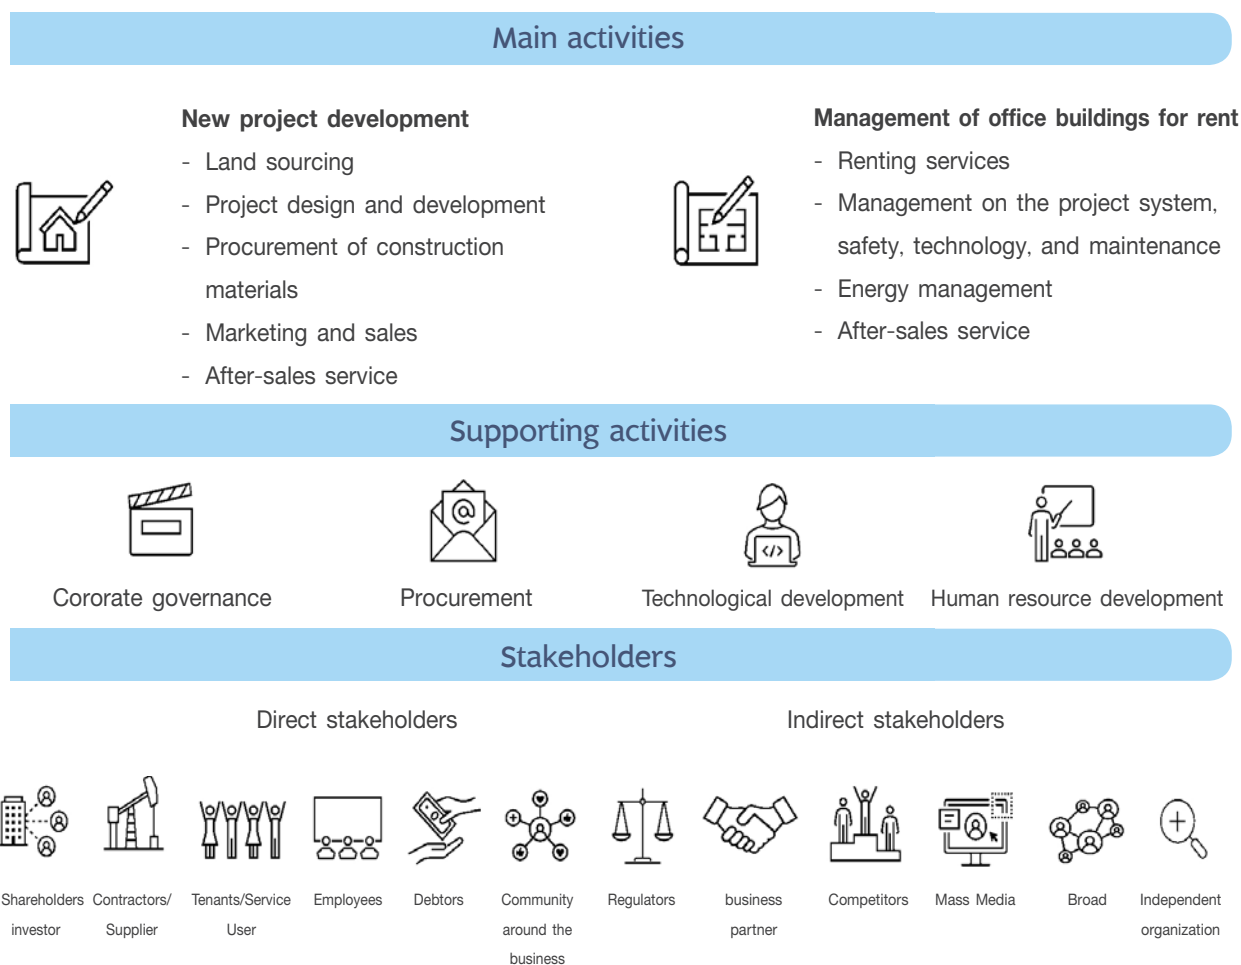 Main activities
New project development
- Land sourcing
- Project design and development
- Procurement of construction
materials
- Marketing and sales
- After-sales service
Management of office buildings for rent
- Renting services
- Management on the project system,
safety, technology, and maintenance
- Energy management
- After-sales service
Supporting activities
Cororate governance
Procurement
Technological development
Human resource development
Stakeholders
Direct stakeholders
Indirect stakeholders
Shareholders
investor
Contractors/
Supplier
Tenants/Service
User
Employees
Debtors
Community
around the
business
Regulators
business
partner
Competitors
Mass Media
Broad
Independent
organization